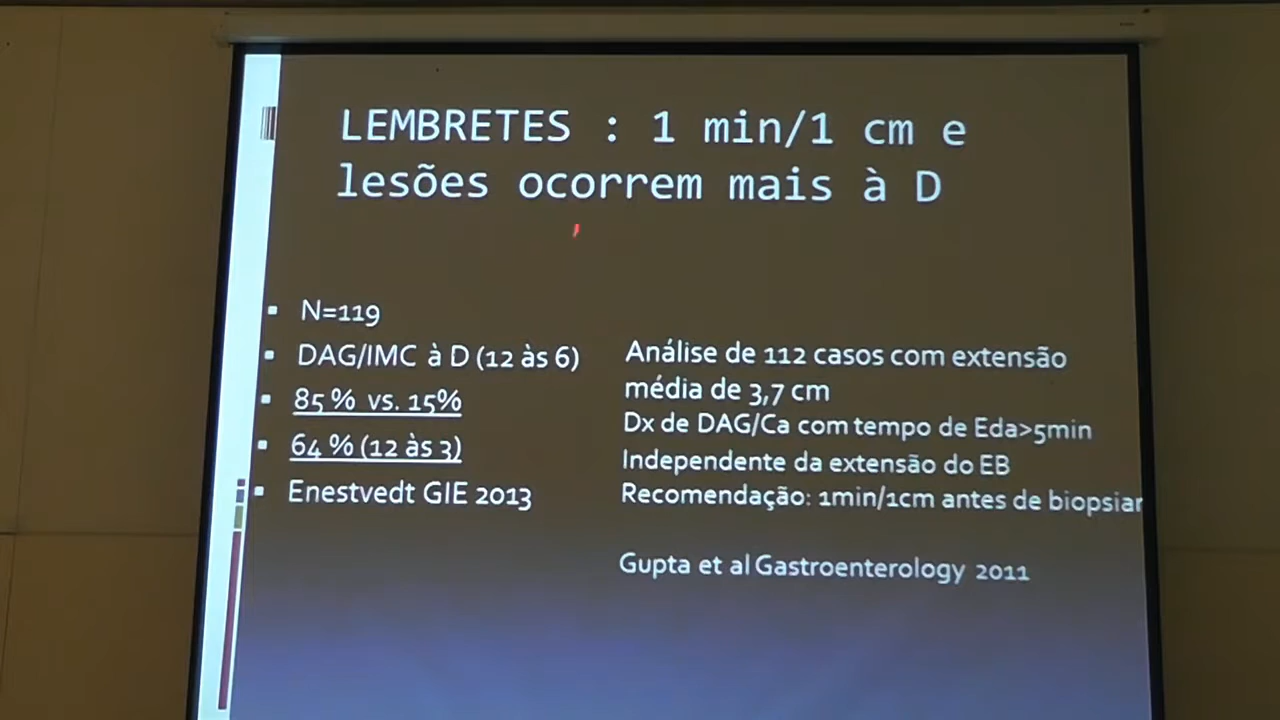 LEMBRETES : 1 min/1 cm e
lesões ocorrem mais à D
N=119
DAG/IMC à D (12 às 6)
85 % vs. 15%
64 % (12 às 3)
Enestvedt GIE 2013
Análise de 112 casos com extensão
média de 3,7 cm
Dx de DAG/Ca com tempo de Eda>5min
Independente da extensão do EB
Recomendação: 1min/1cm antes de biopsiar
Gupta et al Gastroenterology 2011